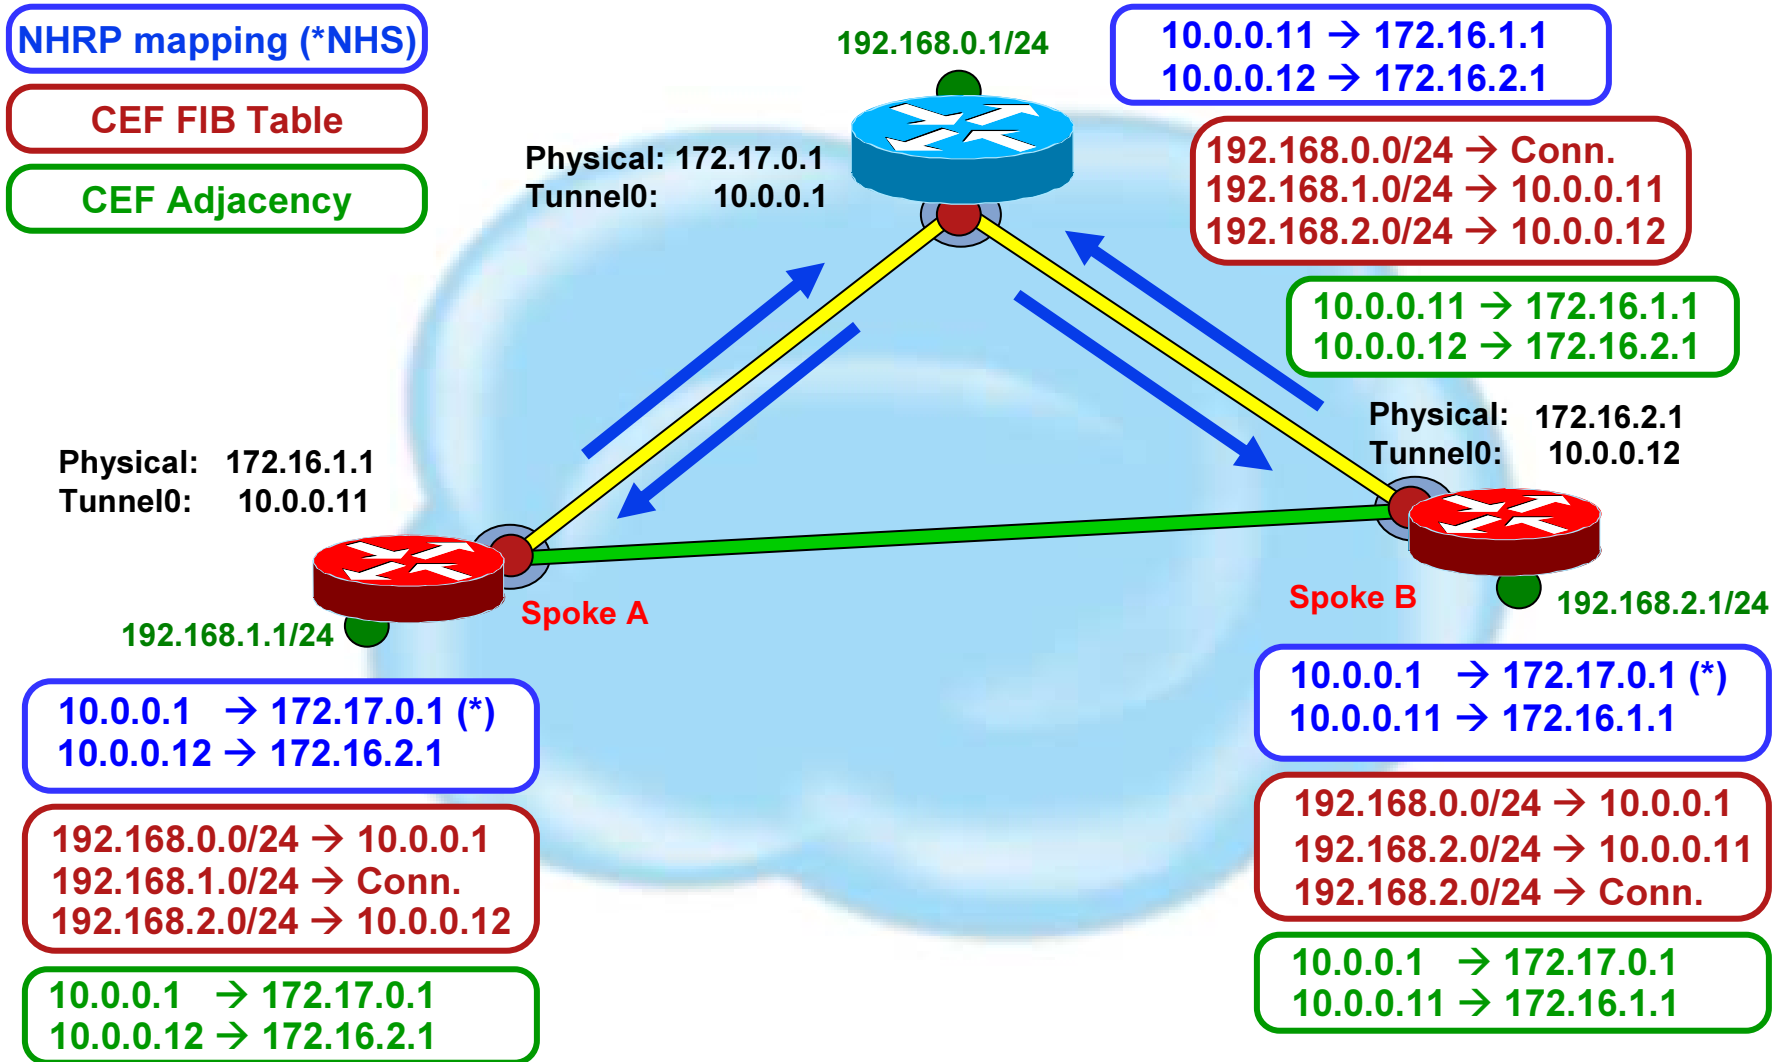 NHRP mapping (*NHS)
CEF FIB Table
CEF Adjacency
192.168.0.1/24
Physical: 172.17.0.1
Tunnel0: 10.0.0.1
10.0.0.11 → 172.16.1.1
10.0.0.12 → 172.16.2.1
192.168.0.0/24 → Conn.
192.168.1.0/24 → 10.0.0.11
192.168.2.0/24 → 10.0.0.12
10.0.0.11 → 172.16.1.1
10.0.0.12 → 172.16.2.1
Physical: 172.16.1.1
Tunnel0: 10.0.0.11
Spoke A
192.168.1.1/24
10.0.0.1 → 172.17.0.1 (*)
10.0.0.12 → 172.16.2.1
192.168.0.0/24 → 10.0.0.1
192.168.1.0/24 → Conn.
192.168.2.0/24 → 10.0.0.12
10.0.0.1 → 172.17.0.1
10.0.0.12 → 172.16.2.1
Physical: 172.16.2.1
Tunnel0: 10.0.0.12
Spoke B
192.168.2.1/24
10.0.0.1 → 172.17.0.1 (*)
10.0.0.11 → 172.16.1.1
192.168.0.0/24 → 10.0.0.1
192.168.2.0/24 → 10.0.0.11
192.168.2.0/24 → Conn.
10.0.0.1 → 172.17.0.1
10.0.0.11 → 172.16.1.1